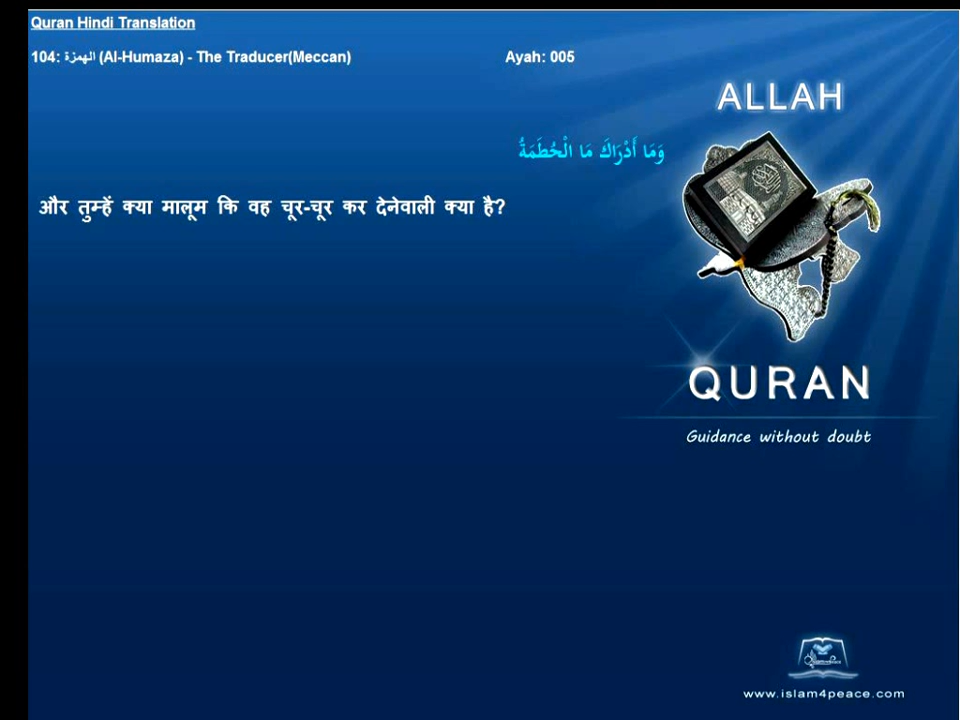 Quran Hindi Translation
104: الهمزة (Al-Humaza) - The Traducer(Meccan) Ayah: 005
ALLAH
وَمَا أَدْرَاكَ مَا الْحُطَمَةُ
और तुम्हें क्या मालूम कि वह चूर-चूर कर देनेवाली क्या है?
QURAN
Guidance without doubt
www.islam4peace.com